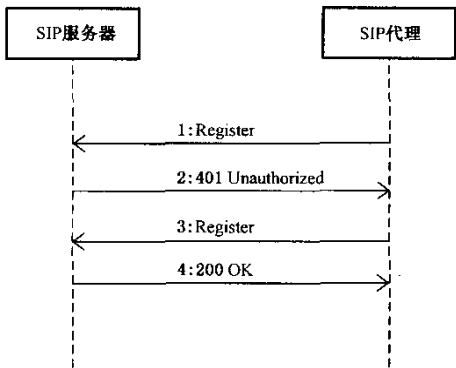 SIP服务器
SIP代理
1:Register
2:401 Unauthorized
3:Register
4:200 OK